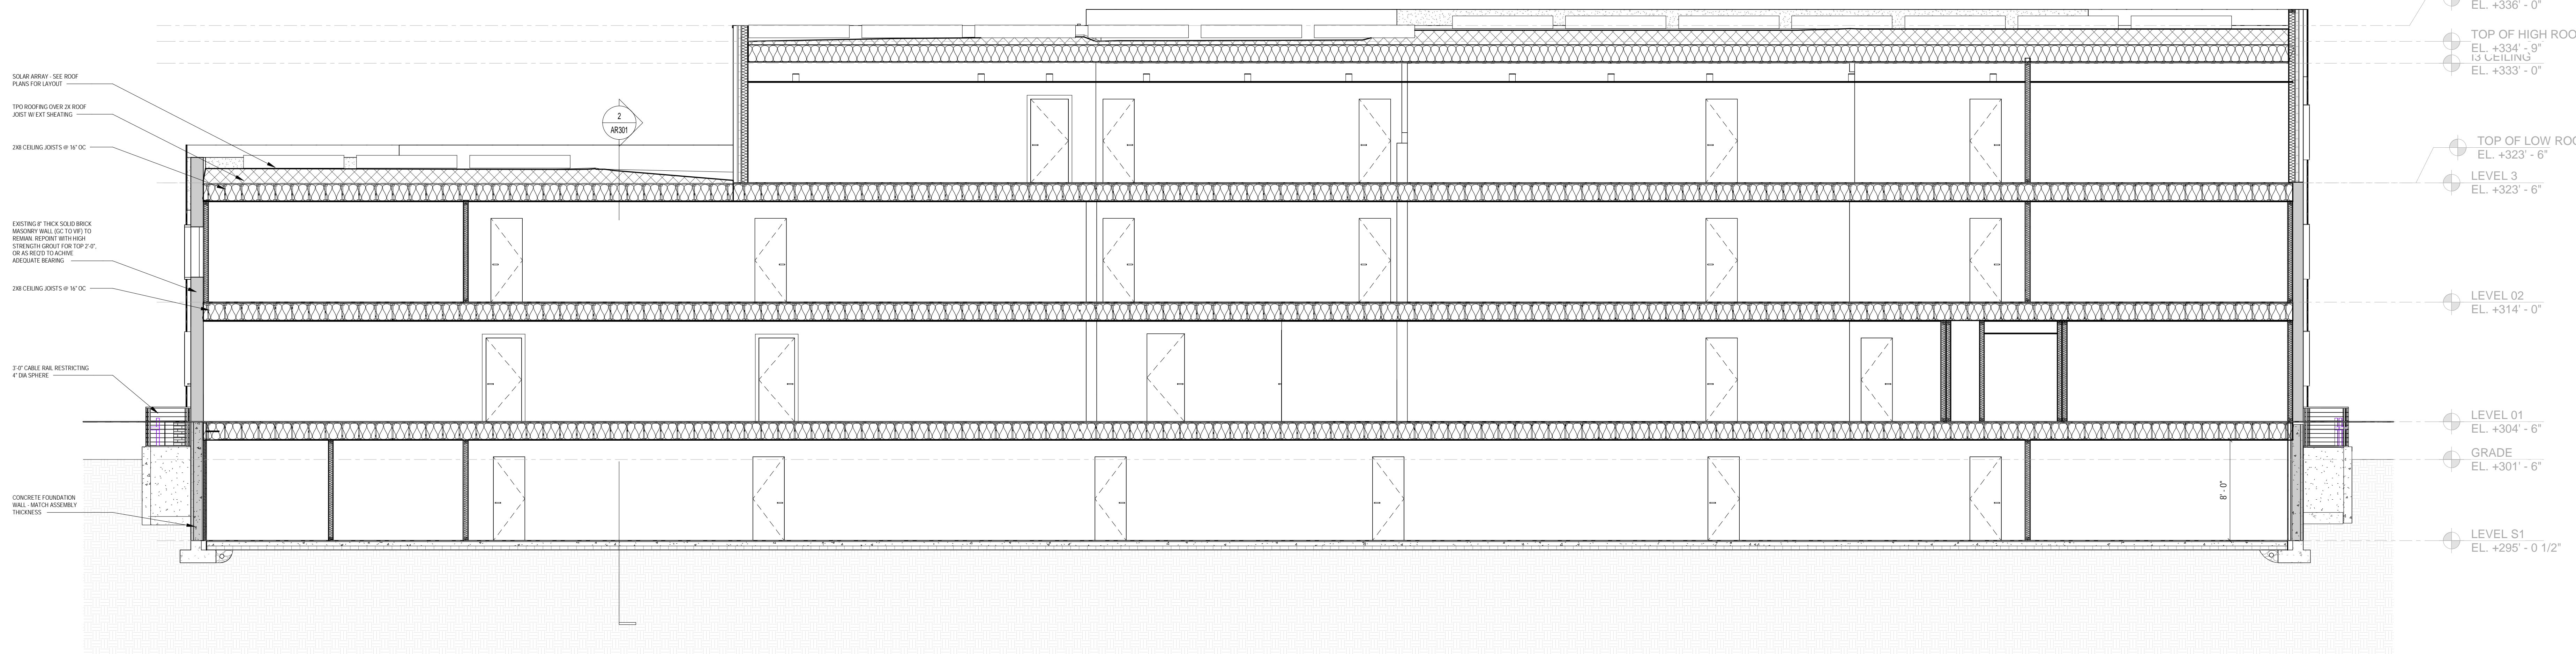 SOLAR ARRAY - SEE ROOF
PLANS FOR LAYOUT
TPO ROOFING OVER 2X ROOF
JOIST W/ EXT SHEATING
2X8 CEILING JOISTS @ 16" OC
EXISTING 8" THICK SOLID BRICK
MASONRY WALL (GC TO VIF) TO
REMIAN. REPOINT WITH HIGH
STRENGTH GROUT FOR TOP 2'-0",
OR AS REQ'D TO ACHIVE
ADEQUATE BEARING
2X8 CEILING JOISTS @ 16" OC
3'-0" CABLE RAIL RESTRICTING
4" DIA SPHERE
CONCRETE FOUNDATION
WALL - MATCH ASSEMBLY
THICKNESS
2
AR301
8' - 0"
EL. +336' - 0"
TOP OF HIGH ROO
EL. +334' - 9"
CEILING
EL. +333' - 0"
TOP OF LOW ROO
EL. +323' - 6"
LEVEL 3
EL. +323' - 6"
LEVEL 02
EL. +314' - 0"
LEVEL 01
EL. +304' - 6"
GRADE
EL. +301' - 6"
LEVEL S1
EL. +295' - 0 1/2"